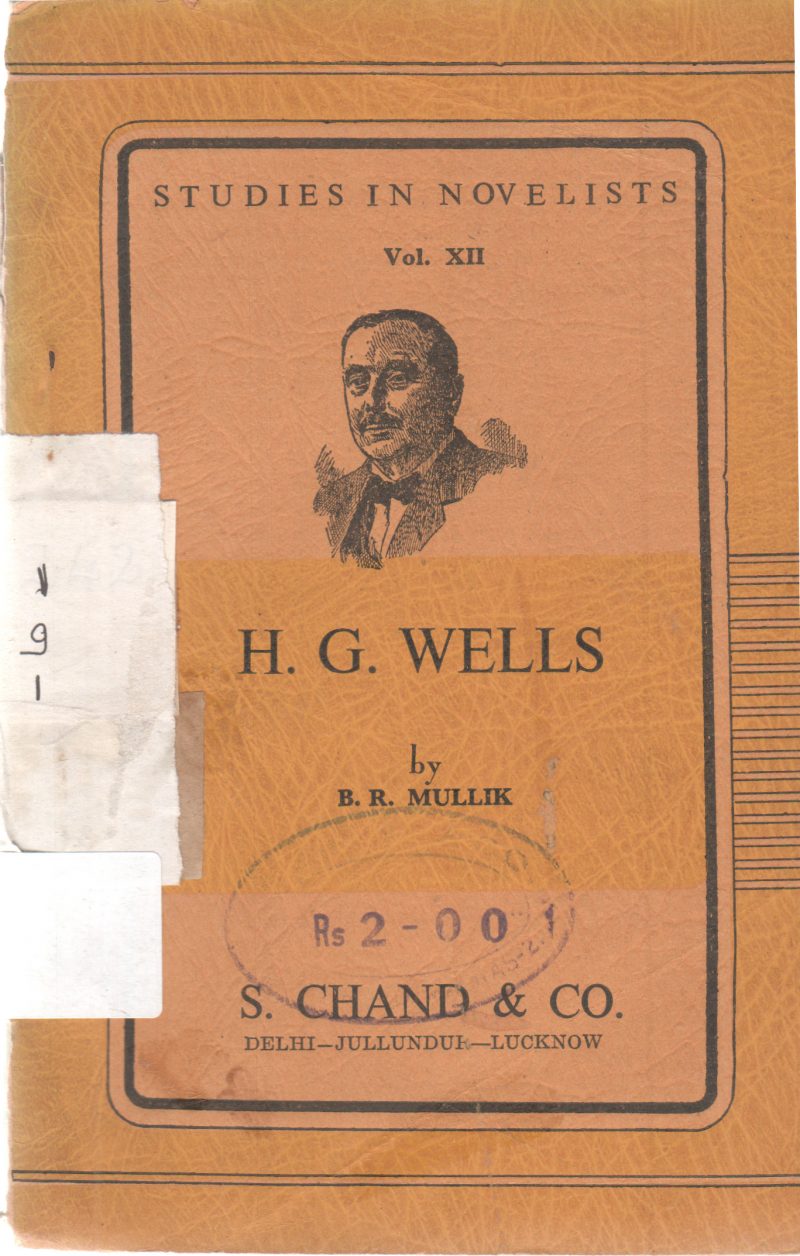 STUDIES IN NOVELISTS
Vol. XII
H. G. WELLS
by
B. R. MULLIK
Rs 2-00
S. CHAND & CO.
DELHI—JULLUNDUR—LUCKNOW